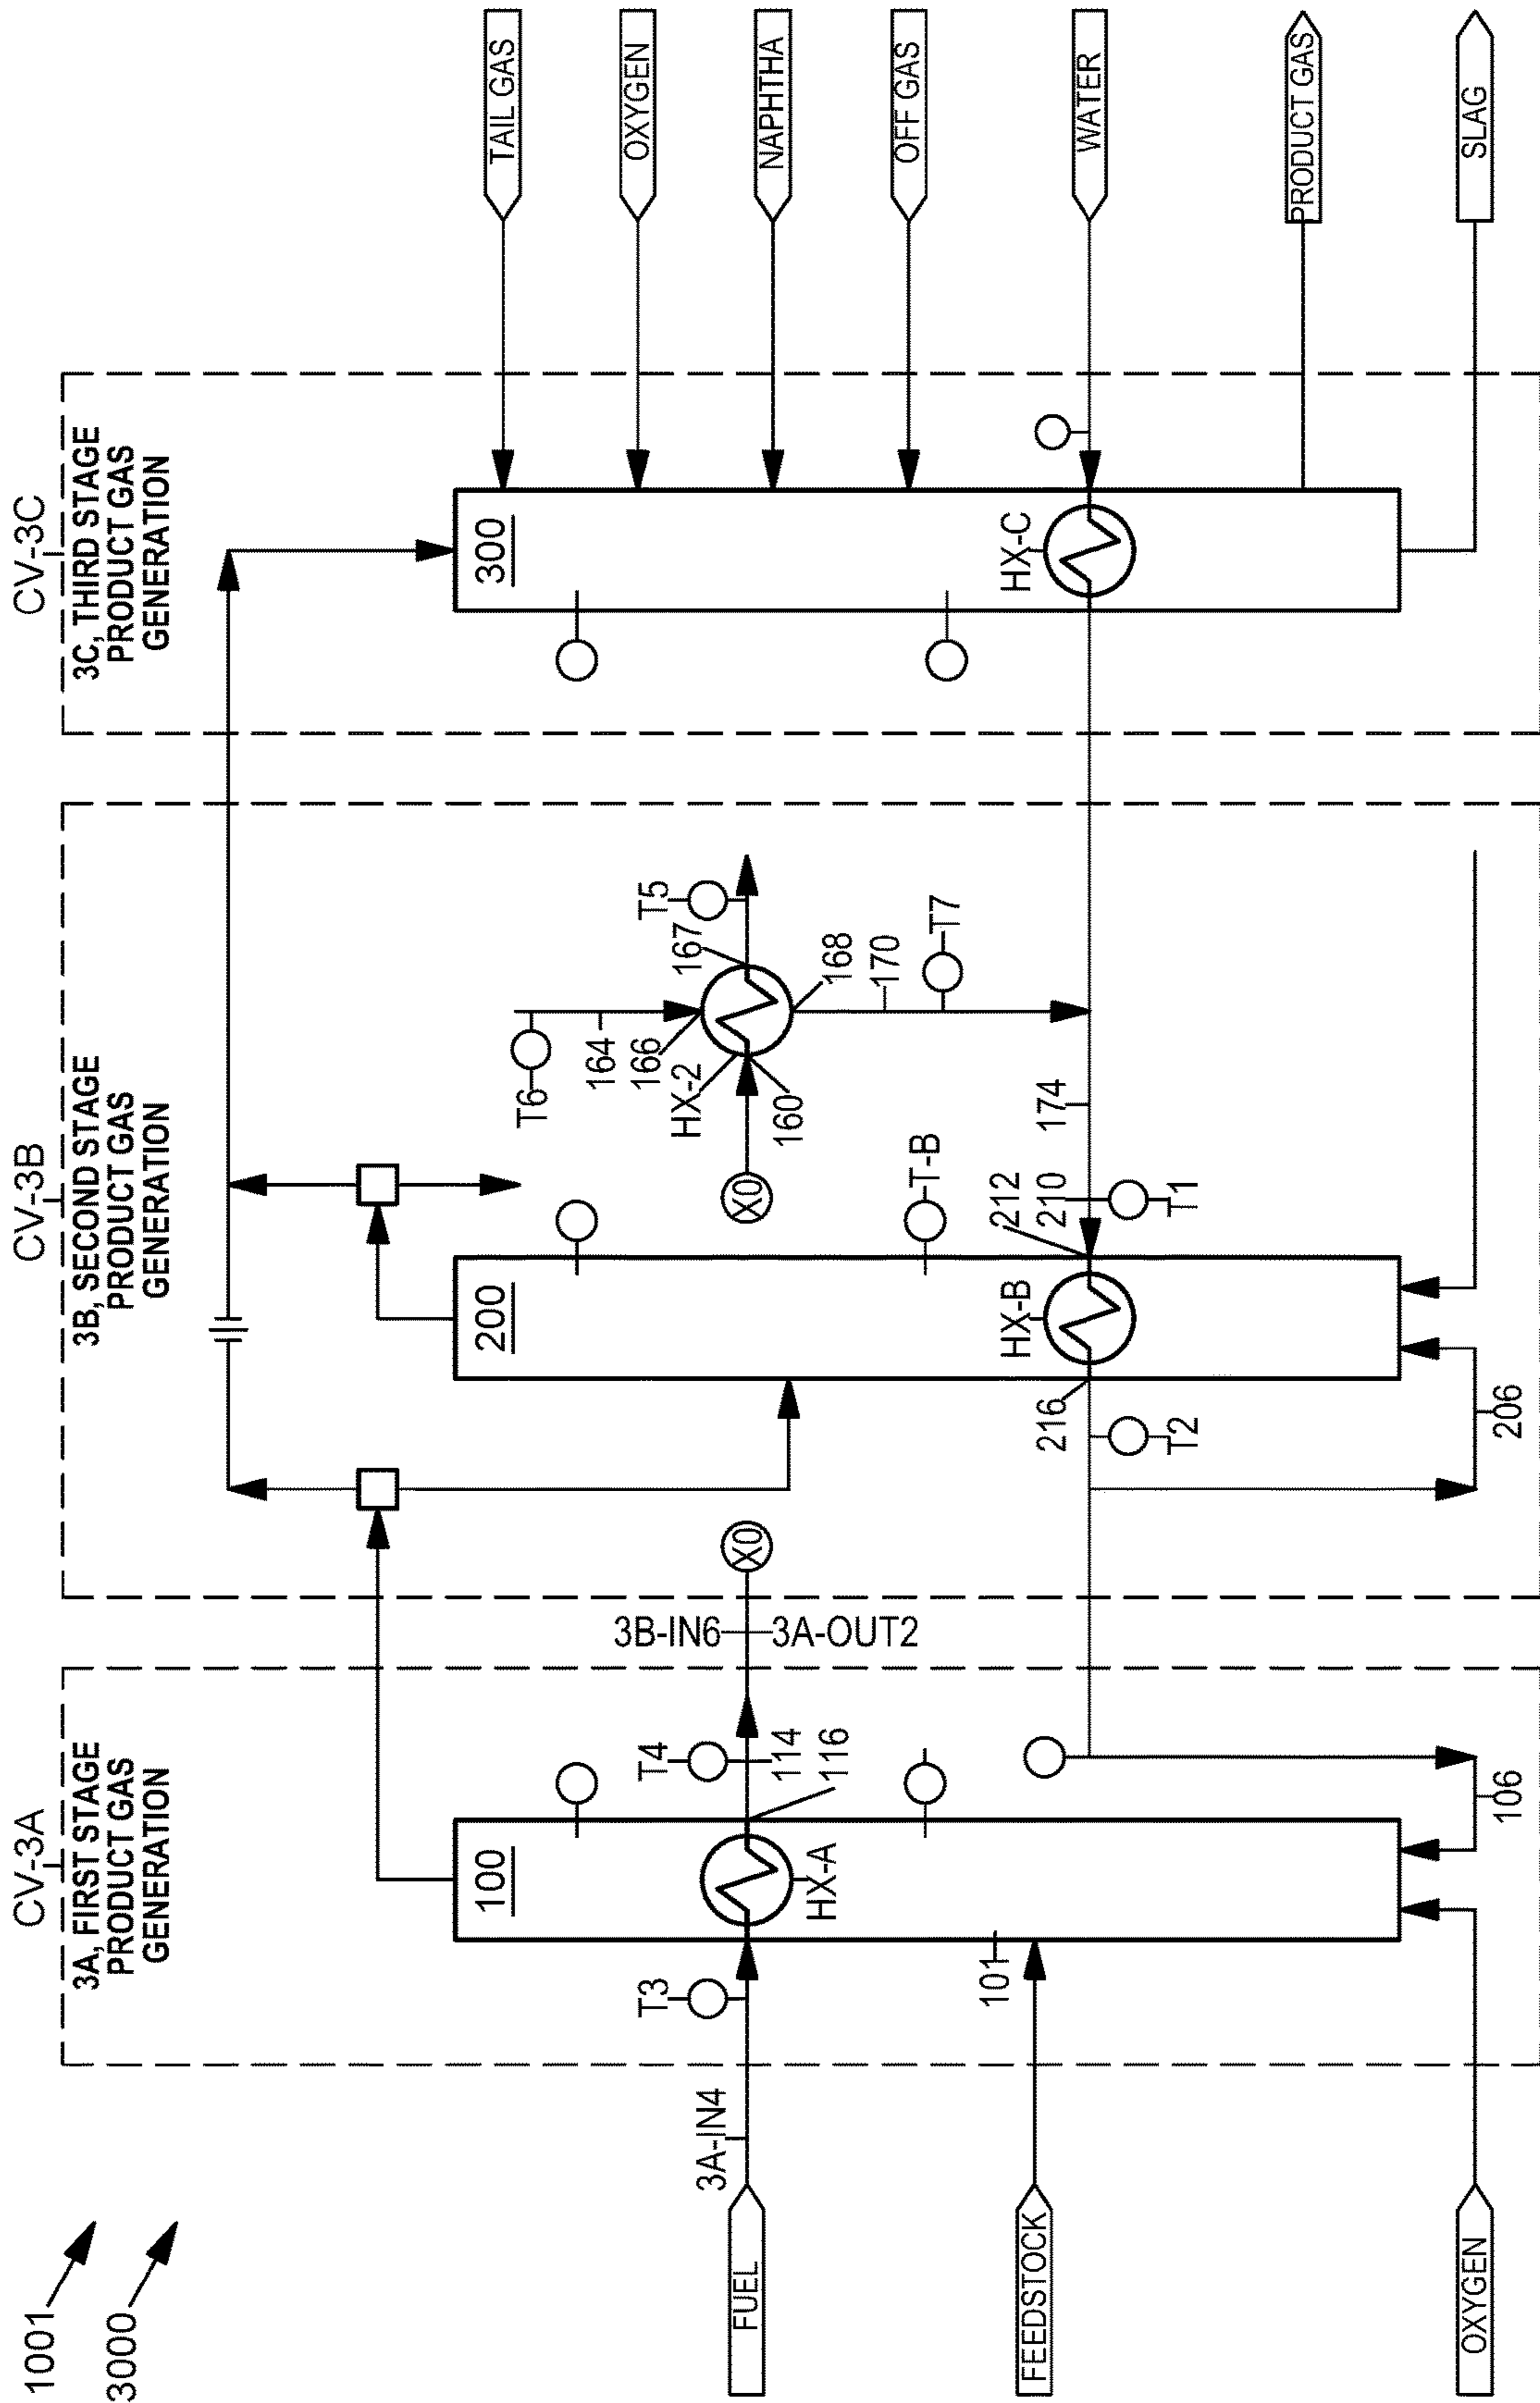 1001
3000
CV-3A
3A, FIRST STAGE
PRODUCT GAS
GENERATION
CV-3B
3B, SECOND STAGE
PRODUCT GAS
GENERATION
CV-3C
3C, THIRD STAGE
PRODUCT GAS
GENERATION
FUEL
3A-IN4
FEEDSTOCK
OXYGEN
100
T3
T4
114
116
HX-A
101
106
3B-IN6
3A-OUT2
X0
200
X0
T6
164
166
HX-2
160
T5
167
168
170
T7
T-B
212
210
174
T1
HX-B
216
T2
206
300
HX-C
TAIL GAS
OXYGEN
NAPHTHA
OFF GAS
WATER
PRODUCT GAS
SLAG